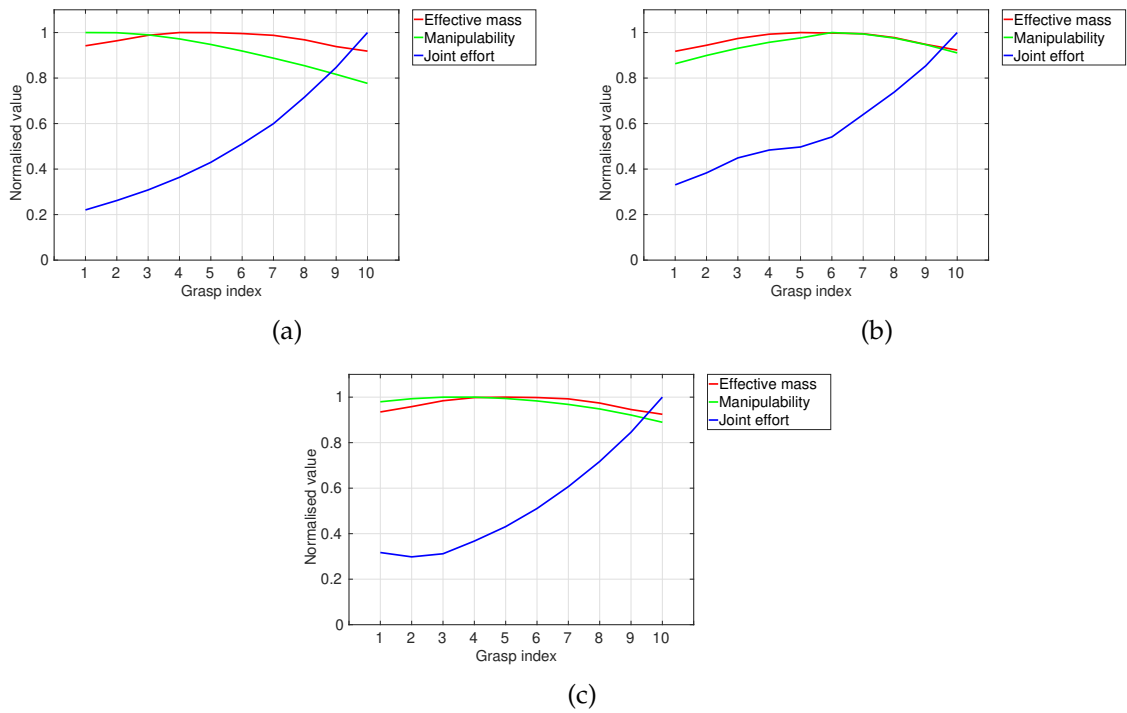 Effective mass
Manipulability
Joint effort
1
0.8
0.6
0.4
0.2
0
Normalised value
1 2 3 4 5 6 7 8 9 10
Grasp index
(a)
Effective mass
Manipulability
Joint effort
1
0.8
0.6
0.4
0.2
0
Normalised value
1 2 3 4 5 6 7 8 9 10
Grasp index
(b)
Effective mass
Manipulability
Joint effort
1
0.8
0.6
0.4
0.2
0
Normalised value
1 2 3 4 5 6 7 8 9 10
Grasp index
(c)